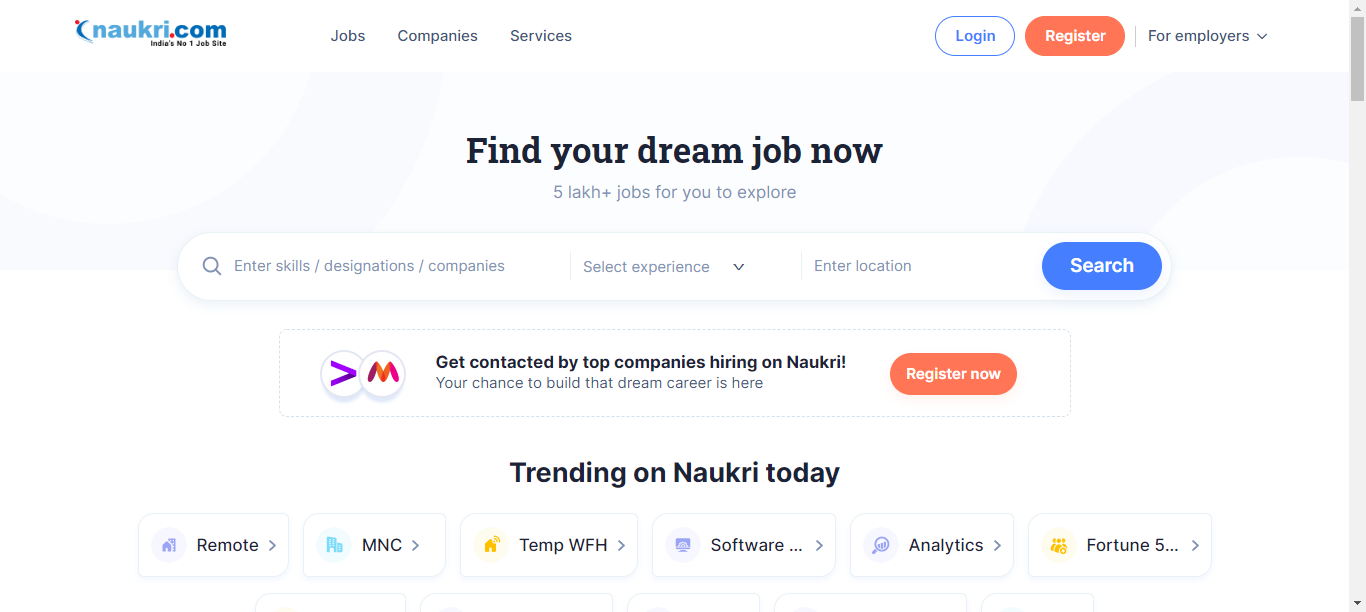 naukri.com
India's No 1 Job Site
Jobs
Companies
Services
Login
Register
For employers
Find your dream job now
5 lakh+ jobs for you to explore
Enter skills / designations / companies
Select experience
Enter location
Search
Get contacted by top companies hiring on Naukri!
Your chance to build that dream career is here
Register now
Trending on Naukri today
Remote
MNC
Temp WFH
Software ...
Analytics
Fortune 5...